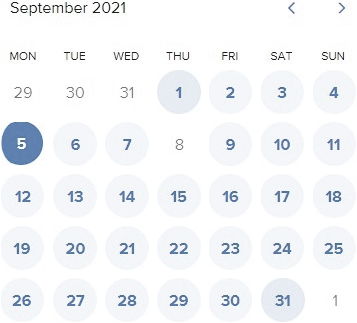 September 2021
MON TUE WED THU FRI SAT SUN
29 30 31 1 2 3 4
5 6 7 8 9 10 11
12 13 14 15 16 17 18
19 20 21 22 23 24 25
26 27 28 29 30 31 1